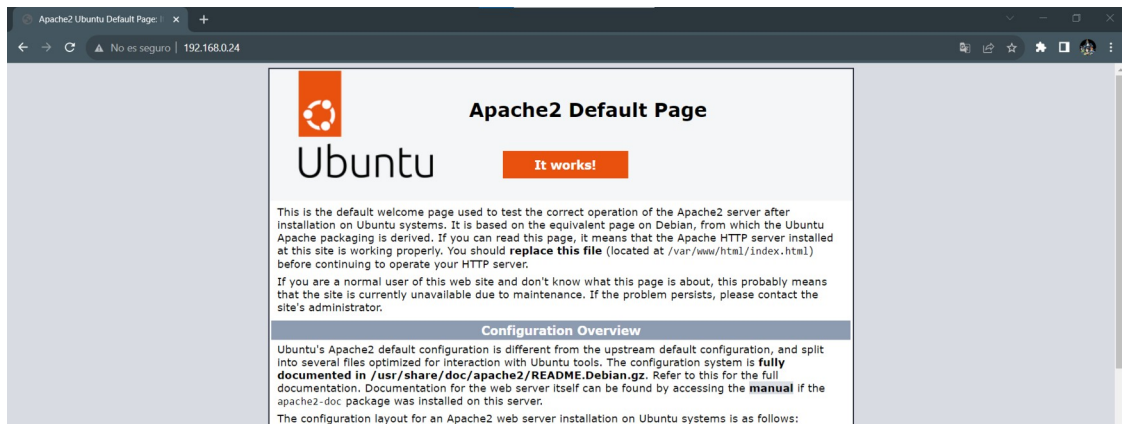 Apache2 Ubuntu Default Page: I
No es seguro | 192.168.0.24
Apache2 Default Page
Ubuntu
It works!
This is the default welcome page used to test the correct operation of the Apache2 server after
installation on Ubuntu systems. It is based on the equivalent page on Debian, from which the Ubuntu
Apache packaging is derived. If you can read this page, it means that the Apache HTTP server installed
at this site is working properly. You should replace this file (located at /var/www/html/index.html)
before continuing to operate your HTTP server.
If you are a normal user of this web site and don't know what this page is about, this probably means
that the site is currently unavailable due to maintenance. If the problem persists, please contact the
site's administrator.
Configuration Overview
Ubuntu's Apache2 default configuration is different from the upstream default configuration, and split
into several files optimized for interaction with Ubuntu tools. The configuration system is fully
documented in /usr/share/doc/apache2/README.Debian.gz. Refer to this for the full
documentation. Documentation for the web server itself can be found by accessing the manual if the
apache2-doc package was installed on this server.
The configuration layout for an Apache2 web server installation on Ubuntu systems is as follows: